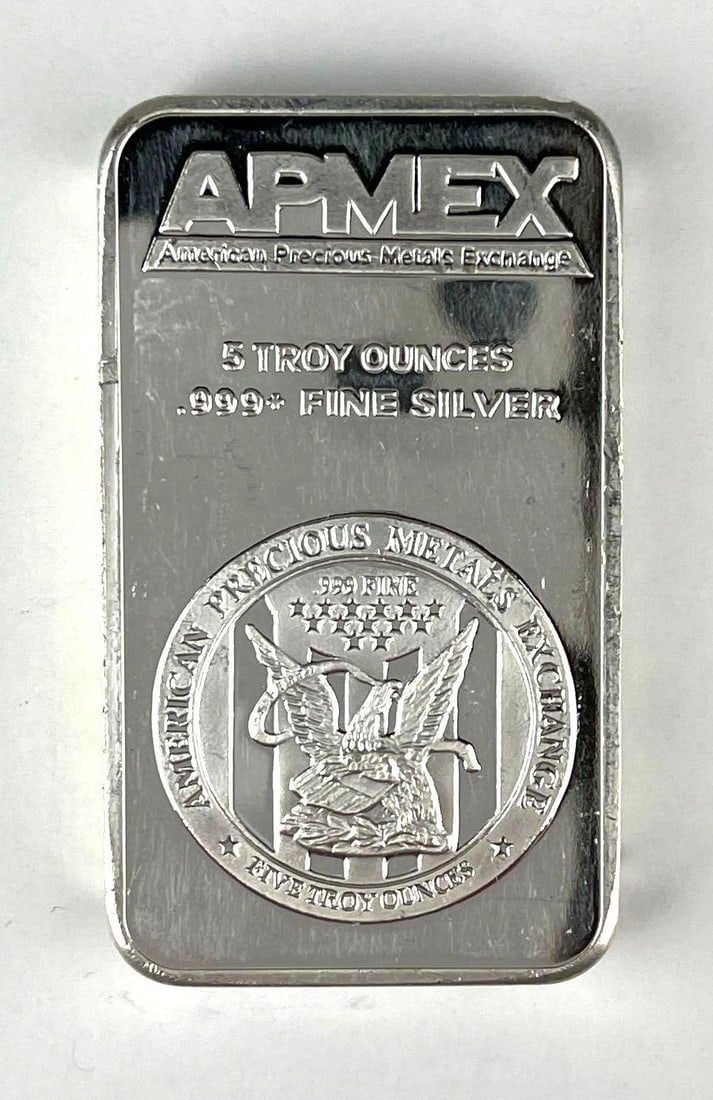 APMEX
American Precious Metals Exchange
5 TROY OUNCES
.999+ FINE SILVER
AMERICAN PRECIOUS METALS EXCHANGE
.999 FINE
FIVE TROY OUNCES